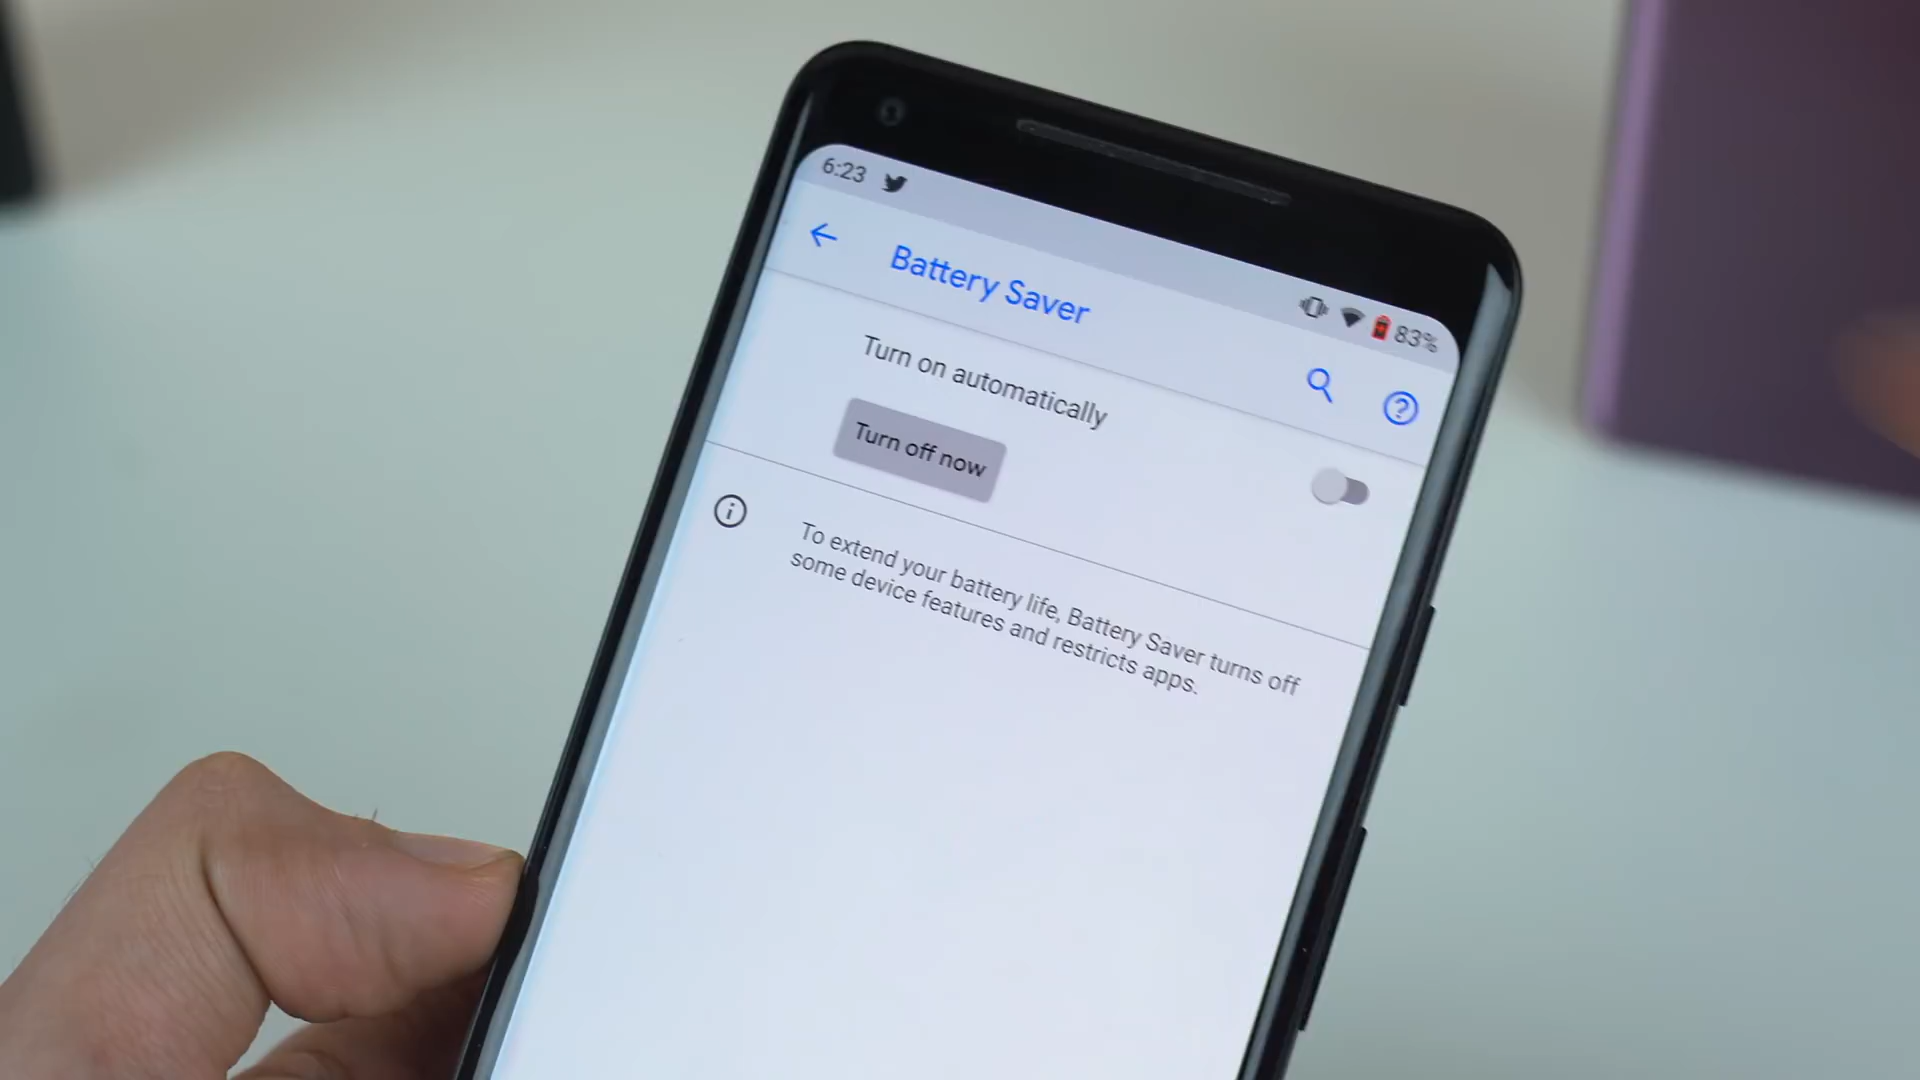 6:23
83%
Battery Saver
Turn on automatically
Turn off now
To extend your battery life, Battery Saver turns off
some device features and restricts apps.